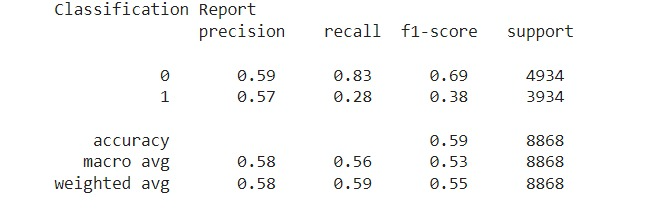 Classification Report
precision recall f1-score support
0 0.59 0.83 0.69 4934
1 0.57 0.28 0.38 3934
accuracy 0.59 8868
macro avg 0.58 0.56 0.53 8868
weighted avg 0.58 0.59 0.55 8868